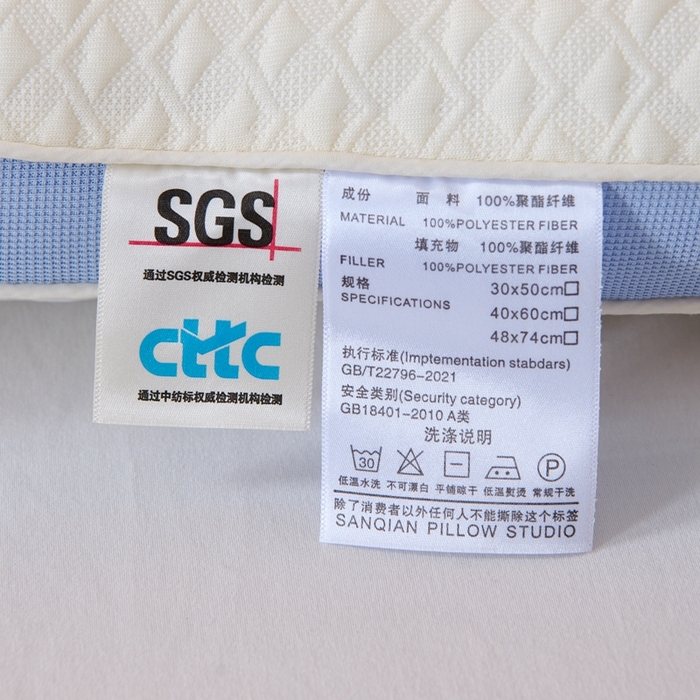 SGS
通过SGS权威检测机构检测
cttc
通过中纺标权威检测机构检测
成份 面 料 100%聚酯纤维
MATERIAL 100%POLYESTER FIBER
填充物 100%聚酯纤维
FILLER 100%POLYESTER FIBER
规格 30x50cm□
SPECIFICATIONS
40x60cm□
48x74cm□
执行标准(Imptementation stabdars)
GB/T22796-2021
安全类别(Security category)
GB18401-2010 A类
洗涤说明
30 P
低温水洗 不可漂白 平铺晾干 低温熨烫 常规干洗
除了消费者以外任何人不能撕除这个标签
SANQIAN PILLOW STUDIO